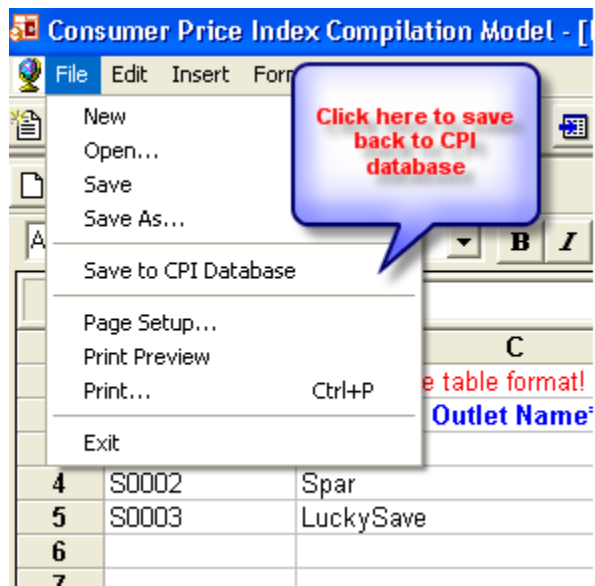 Consumer Price Index Compilation Model - [
File Edit Insert
New
Open...
Save
Save As...
Save to CPI Database
Page Setup...
Print Preview
Print... Ctrl+P
Exit
Click here to save
back to CPI
database
B I
C
table format!
Outlet Name*
4 S0002 Spar
5 S0003 LuckySave
6
7